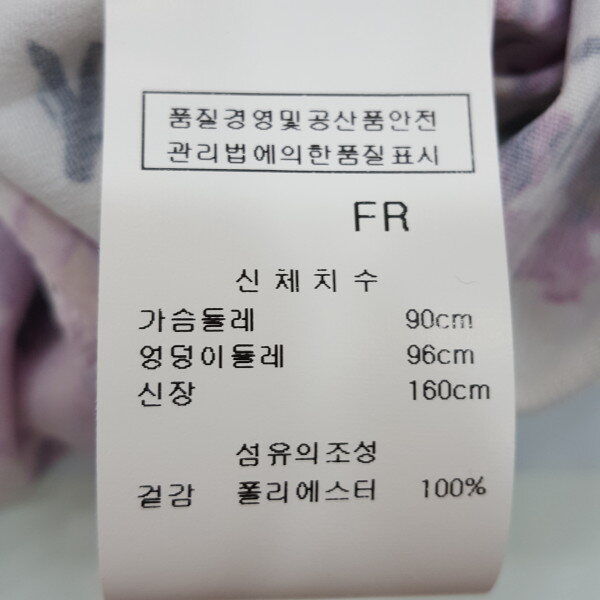 품질경영및공산품안전
관리법에의한품질표시
FR
신체치수
가슴둘레 90cm
엉덩이둘레 96cm
신장 160cm
섬유의조성
겉감 폴리에스터 100%